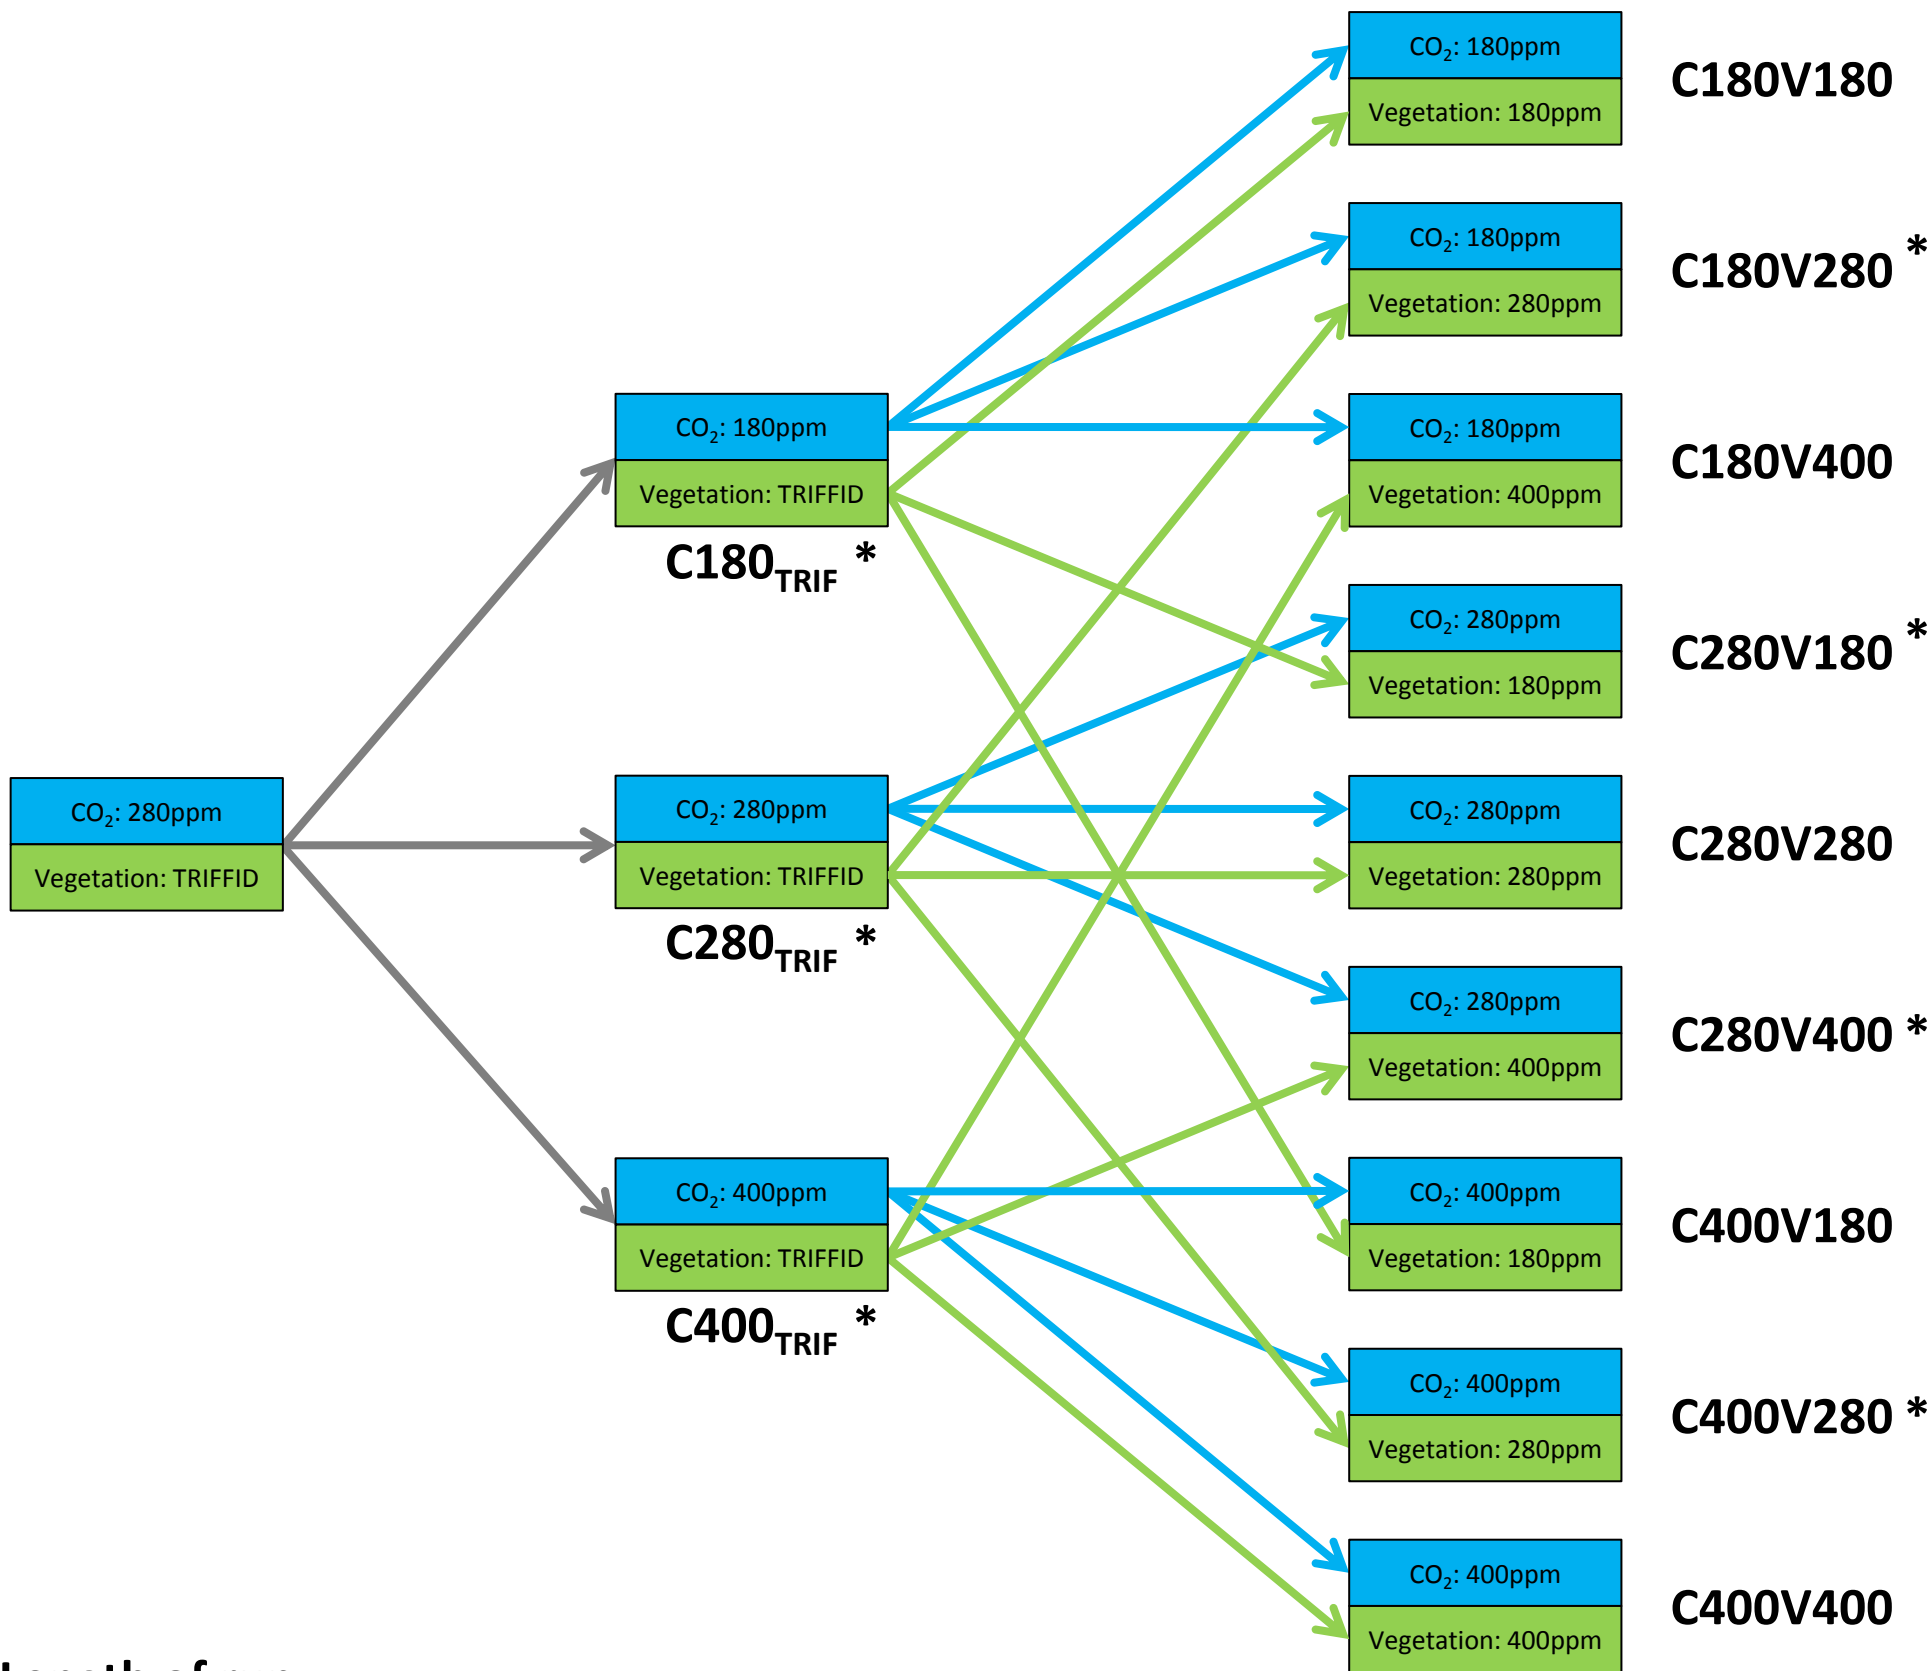 CO₂: 180ppm
Vegetation: 180ppm
C180V180
CO₂: 180ppm
Vegetation: 280ppm
C180V280 *
CO₂: 180ppm
Vegetation: 400ppm
C180V400
CO₂: 180ppm
Vegetation: TRIFFID
C180TRIF *
CO₂: 280ppm
Vegetation: 180ppm
C280V180 *
CO₂: 280ppm
Vegetation: TRIFFID
CO₂: 280ppm
Vegetation: TRIFFID
C280TRIF *
CO₂: 280ppm
Vegetation: 280ppm
C280V280
CO₂: 280ppm
Vegetation: 400ppm
C280V400 *
CO₂: 400ppm
Vegetation: TRIFFID
C400TRIF *
CO₂: 400ppm
Vegetation: 180ppm
C400V180
CO₂: 400ppm
Vegetation: 280ppm
C400V280 *
CO₂: 400ppm
Vegetation: 400ppm
C400V400